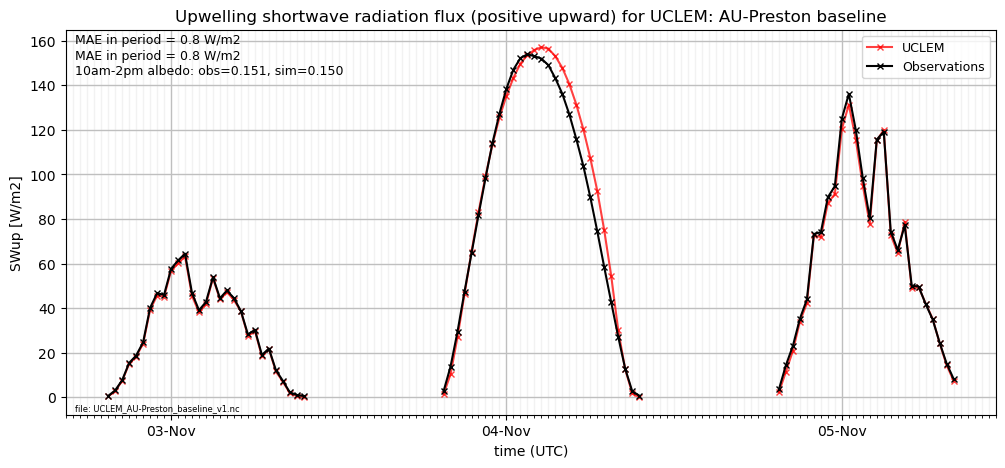 Upwelling shortwave radiation flux (positive upward) for UCLEM: AU-Preston baseline
MAE in period = 0.8 W/m2
MAE in period = 0.8 W/m2
10am-2pm albedo: obs=0.151, sim=0.150
UCLEM
Observations
160
140
120
100
80
60
40
20
0
SWup [W/m2]
file: UCLEM_AU-Preston_baseline_v1.nc
03-Nov
04-Nov
05-Nov
time (UTC)